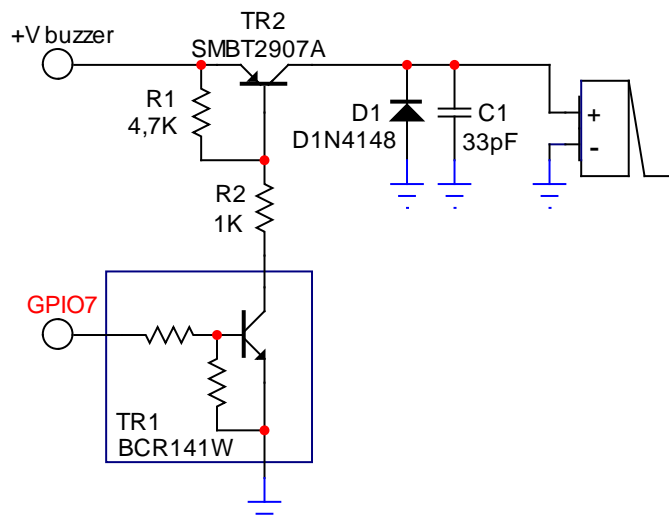 TR2
+V buzzer
SMBT2907A
R1
4,7K
D1
D1N4148
C1
33pF
+
-
R2
1K
GPIO7
TR1
BCR141W